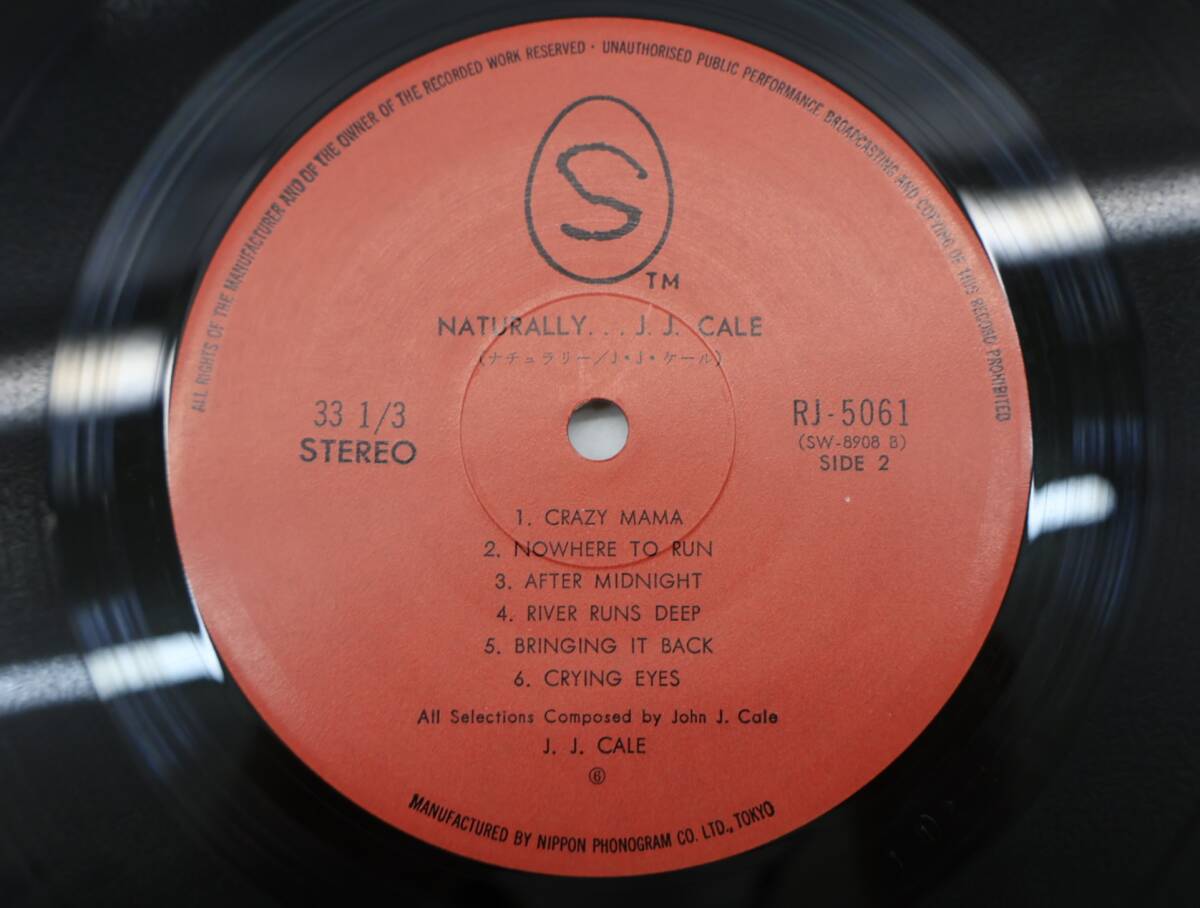 ALL RIGHTS OF THE MANUFACTURER AND OF THE OWNER OF THE RECORDED WORK RESERVED · UNAUTHORISED PUBLIC PERFORMANCE BROADCASTING AND COPYING OF THIS RECORD PROHIBITED
S
TM
NATURALLY...J. J. CALE
(ナチュラリー/J・J・ケール)
33 1/3
STEREO
RJ-5061
(SW-8908 B)
SIDE 2
1. CRAZY MAMA
2. NOWHERE TO RUN
3. AFTER MIDNIGHT
4. RIVER RUNS DEEP
5. BRINGING IT BACK
6. CRYING EYES
All Selections Composed by John J. Cale
J. J. CALE
⑥
MANUFACTURED BY NIPPON PHONOGRAM CO. LTD., TOKYO